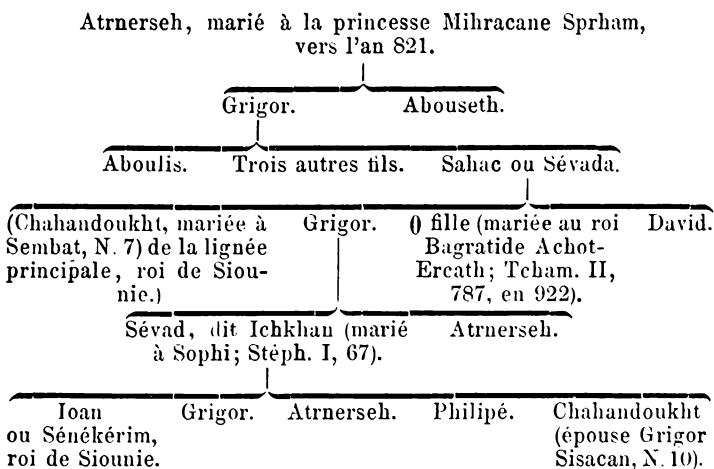 Atrnerseh, marié à la princesse Mihracane Sprham,
vers l'an 821.
Grigor. Abouseth.
Aboulis. Trois autres fils. Sahac ou Sévada.
(Chahandoukht, mariée à Grigor. () fille (mariée au roi David.
Sembat, N. 7) de la lignée Bagratide Achot-
principale, roi de Siou- Ercath; Tcham. II,
nie.) 787, en 922).
Sévad, dit Ichkhan (marié Atrnerseh.
à Sophi; Stéph. I, 67).
Ioan Grigor. Atrnerseh. Philipé. Chahandoukht
ou Sénékérim, (épouse Grigor
roi de Siounie. Sisacan, N. 10).